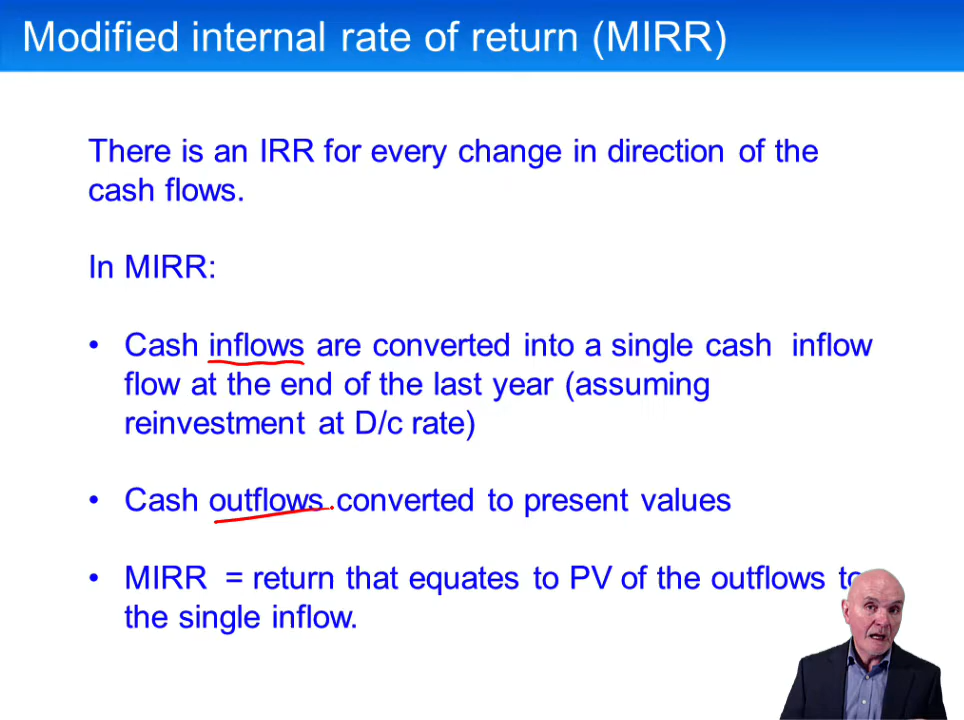 Modified internal rate of return (MIRR)
There is an IRR for every change in direction of the
cash flows.
In MIRR:
• Cash inflows are converted into a single cash inflow
flow at the end of the last year (assuming
reinvestment at D/c rate)
• Cash outflows converted to present values
• MIRR = return that equates to PV of the outflows to
the single inflow.